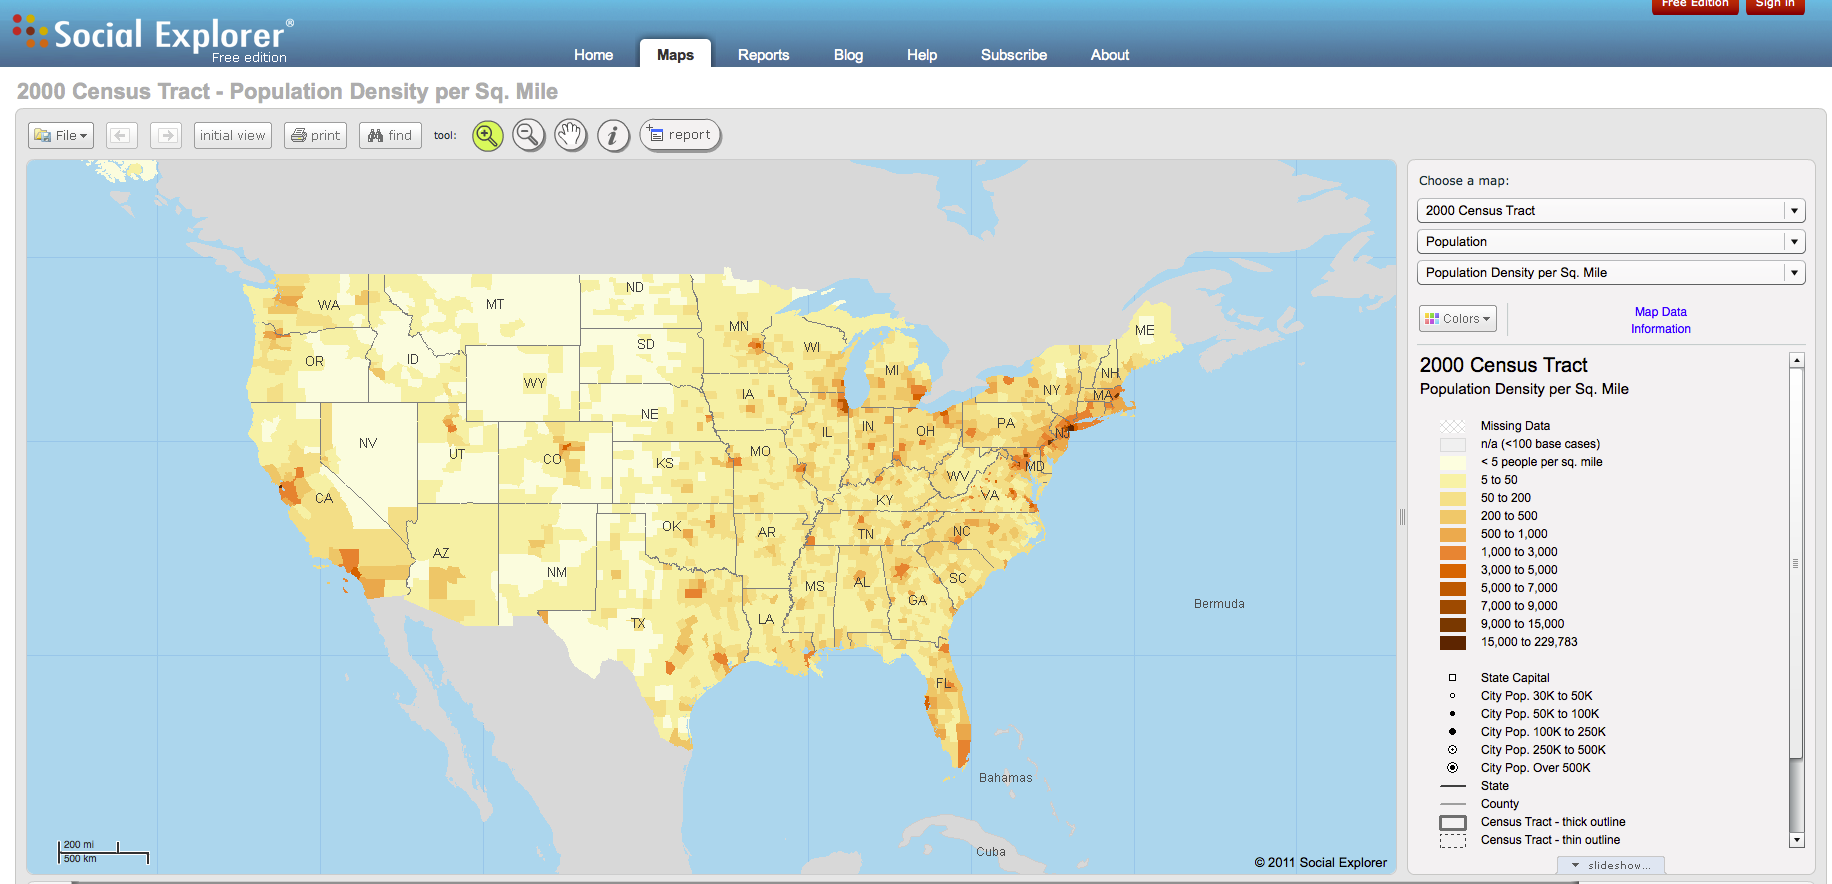 Free Edition
Sign In
Social Explorer®
Free edition
Home
Maps
Reports
Blog
Help
Subscribe
About
2000 Census Tract - Population Density per Sq. Mile
File
initial view
print
find
tool:
i
report
Choose a map:
2000 Census Tract
Population
Population Density per Sq. Mile
Colors
Map Data
Information
2000 Census Tract
Population Density per Sq. Mile
Missing Data
n/a (<100 base cases)
< 5 people per sq. mile
5 to 50
50 to 200
200 to 500
500 to 1,000
1,000 to 3,000
3,000 to 5,000
5,000 to 7,000
7,000 to 9,000
9,000 to 15,000
15,000 to 229,783
State Capital
City Pop. 30K to 50K
City Pop. 50K to 100K
City Pop. 100K to 250K
City Pop. 250K to 500K
City Pop. Over 500K
State
County
Census Tract - thick outline
Census Tract - thin outline
slideshow...
WA
MT
ND
MN
ME
OR
ID
SD
WI
MI
NH
WY
NY
MA
IA
NE
NV
UT
CO
IL
IN
OH
PA
NJ
KS
MO
WV
MD
CA
KY
VA
AZ
OK
AR
TN
NC
NM
MS
AL
SC
GA
TX
LA
FL
Bermuda
Bahamas
Cuba
200 mi
500 km
© 2011 Social Explorer